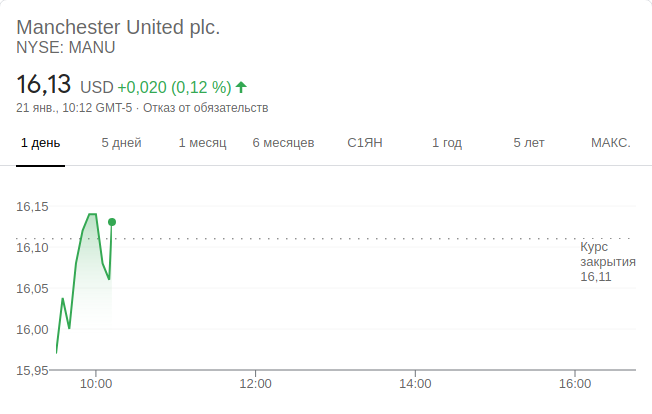 Manchester United plc.
NYSE: MANU
16,13 USD +0,020 (0,12 %)
21 янв., 10:12 GMT-5 · Отказ от обязательств
1 день 5 дней 1 месяц 6 месяцев С1ЯН 1 год 5 лет МАКС.
16,15
16,10
Курс
закрытия
16,11
16,05
16,00
15,95
10:00 12:00 14:00 16:00